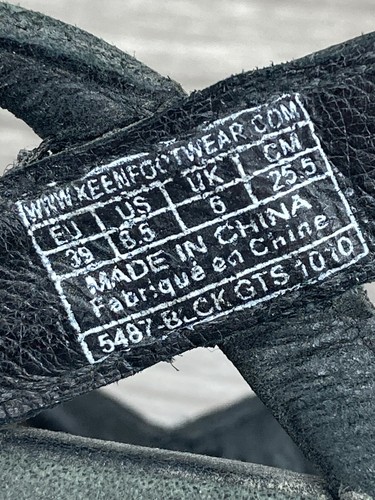 WWW.KEENFOOTWEAR.COM
EU US UK CM
39 8.5 6 25.5
MADE IN CHINA
Fabriqué en Chine
5487-BLCK GTS 1010